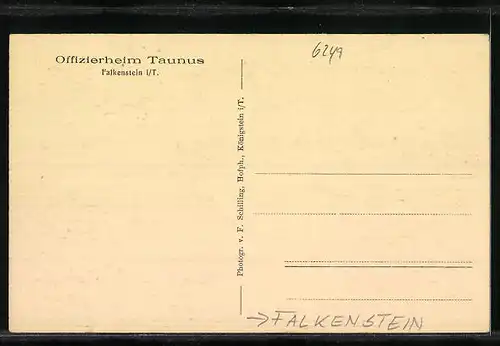 Offizierheim Taunus
Falkenstein i/T.
6249
Photogr. v. F. Schilling, Hofph., Königstein i/T.
→FALKENSTEIN